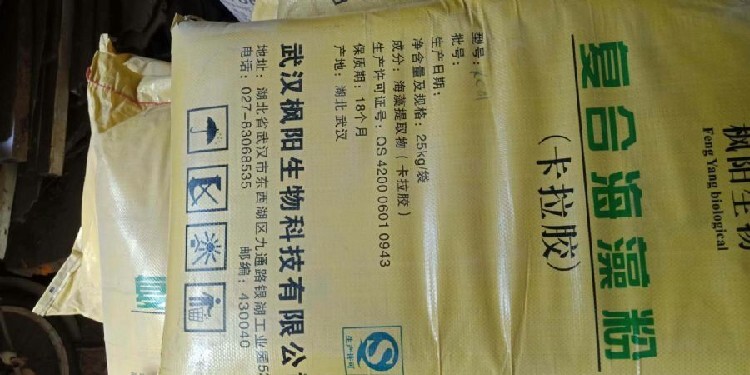 枫阳生物
Feng Yang biological
复合海藻粉
(卡拉胶)
型号:
批号:
生产日期:
净含量及规格: 25kg/袋
成分: 海藻提取物 (卡拉胶)
生产许可证号: QS4200 0601 0943
保质期: 18个月
产地: 湖北 武汉
生产许可
武汉枫阳生物科技有限公
地址: 湖北省武汉市东西湖区九通路银湖工业园
电话: 027-83068535 邮编: 430040